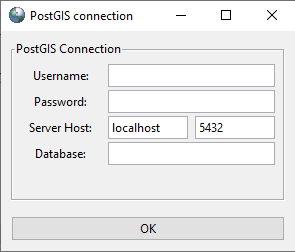 PostGIS connection
PostGIS Connection
Username:
Password:
Server Host: localhost 5432
Database:
OK